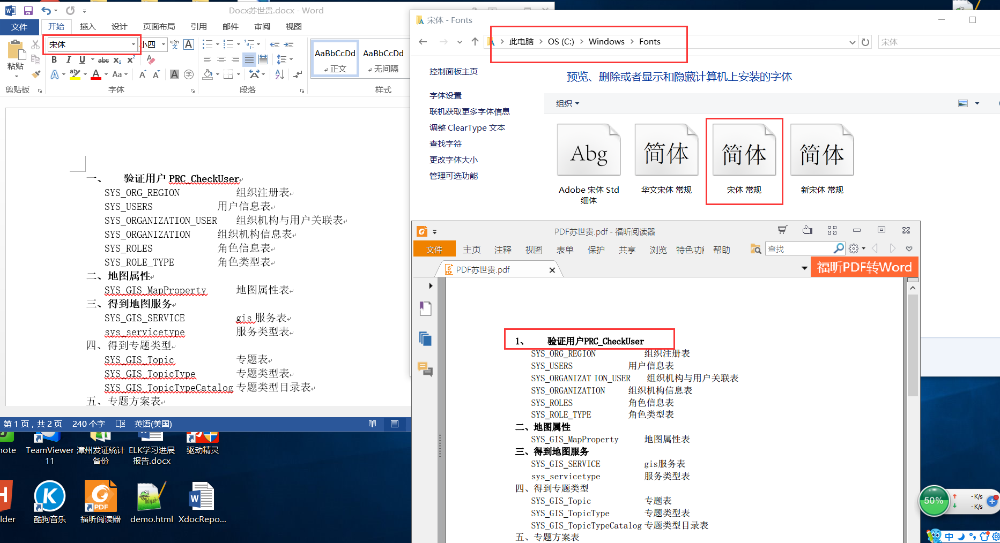 Docx苏世贵.docx - Word
文件
开始
插入
设计
页面布局
引用
邮件
审阅
视图
粘贴
宋体
小四
wén
文
A
B I U abc x₂ x²
A ab A Aa A A A 字
AaBbCcDd
正文
AaBbCcDd
无间隔
剪贴板
字体
段落
样式
一、 验证用户 PRC_CheckUser
SYS_ORG_REGION 组织注册表
SYS_USERS 用户信息表
SYS_ORGANIZATION_USER 组织机构与用户关联表
SYS_ORGANIZATION 组织机构信息表
SYS_ROLES 角色信息表
SYS_ROLE_TYPE 角色类型表
二、地图属性
SYS_GIS_MapProperty 地图属性表
三、得到地图服务
SYS_GIS_SERVICE gis 服务表
sys_servicetype 服务类型表
四、得到专题类型
SYS_GIS_Topic 专题表
SYS_GIS_TopicType 专题类型表
SYS_GIS_TopicTypeCatalog 专题类型目录表
五、专题方案表
第 1 页，共 2 页 240 个字 英语(美国)
宋体 - Fonts
此电脑 › OS (C:) › Windows › Fonts
宋体
控制面板主页
字体设置
联机获取更多字体信息
调整 ClearType 文本
查找字符
更改字体大小
管理可选功能
预览、删除或者显示和隐藏计算机上安装的字体
组织
Abg
简体
简体
简体
Adobe 宋体 Std
细体
华文宋体 常规
宋体 常规
新宋体 常规
PDF苏世贵.pdf - 福昕阅读器
文件
主页
注释
视图
表单
保护
共享
浏览
特色功
帮助
查找
PDF苏世贵.pdf
福昕PDF转Word
1、 验证用户PRC_CheckUser
SYS_ORG_REGION 组织注册表
SYS_USERS 用户信息表
SYS_ORGANIZAT ION_USER 组织机构与用户关联表
SYS_ORGANIZATION 组织机构信息表
SYS_ROLES 角色信息表
SYS_ROLE_TYPE 角色类型表
二、地图属性
SYS_GIS_MapProperty 地图属性表
三、得到地图服务
SYS_GIS_SERVICE gis服务表
sys_servicetype 服务类型表
四、得到专题类型
SYS_GIS_Topic 专题表
SYS_GIS_TopicType 专题类型表
SYS_GIS_TopicTypeCatalog 专题类型目录表
五、专题方案表
note
TeamViewer
11
漳州发证统计
备份
ELK学习进展
报告.docx
驱动精灵
lder
酷狗音乐
PDF
福昕阅读器
demo.html
XdocRepo...
50%
- K/s
- K/s
中